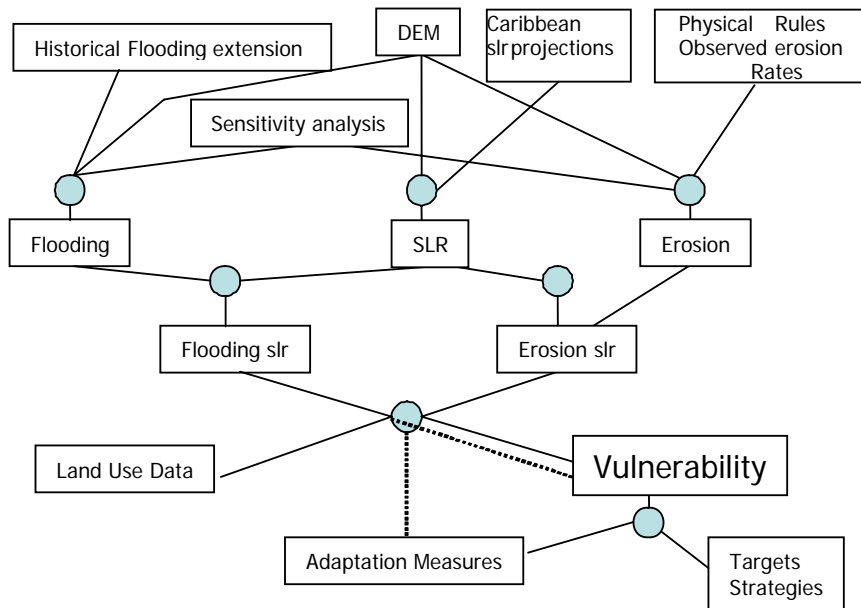 Historical Flooding extension
DEM
Caribbean
slrprojections
Physical Rules
Observed erosion
Rates
Sensitivity analysis
Flooding
SLR
Erosion
Flooding slr
Erosion slr
Land Use Data
Vulnerability
Adaptation Measures
Targets
Strategies